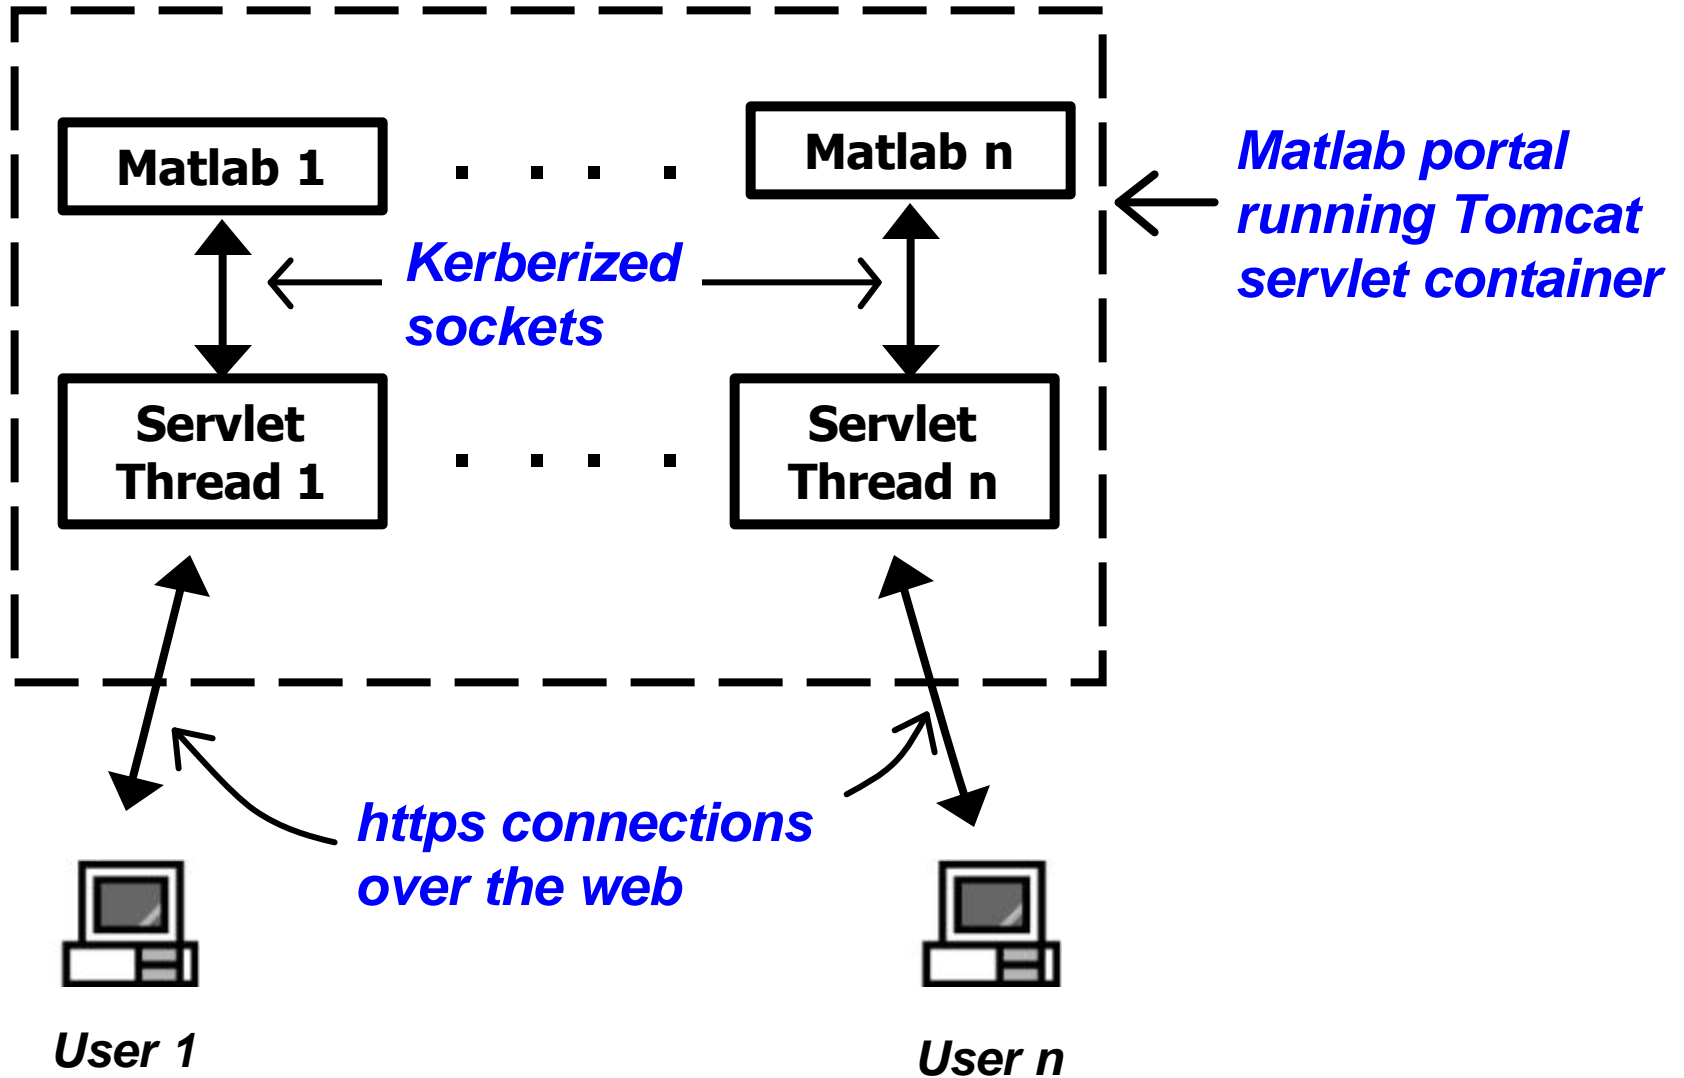 Matlab 1
. . . .
Matlab n
Matlab portal
running Tomcat
servlet container
Kerberized
sockets
Servlet
Thread 1
. . . .
Servlet
Thread n
https connections
over the web
User 1
User n